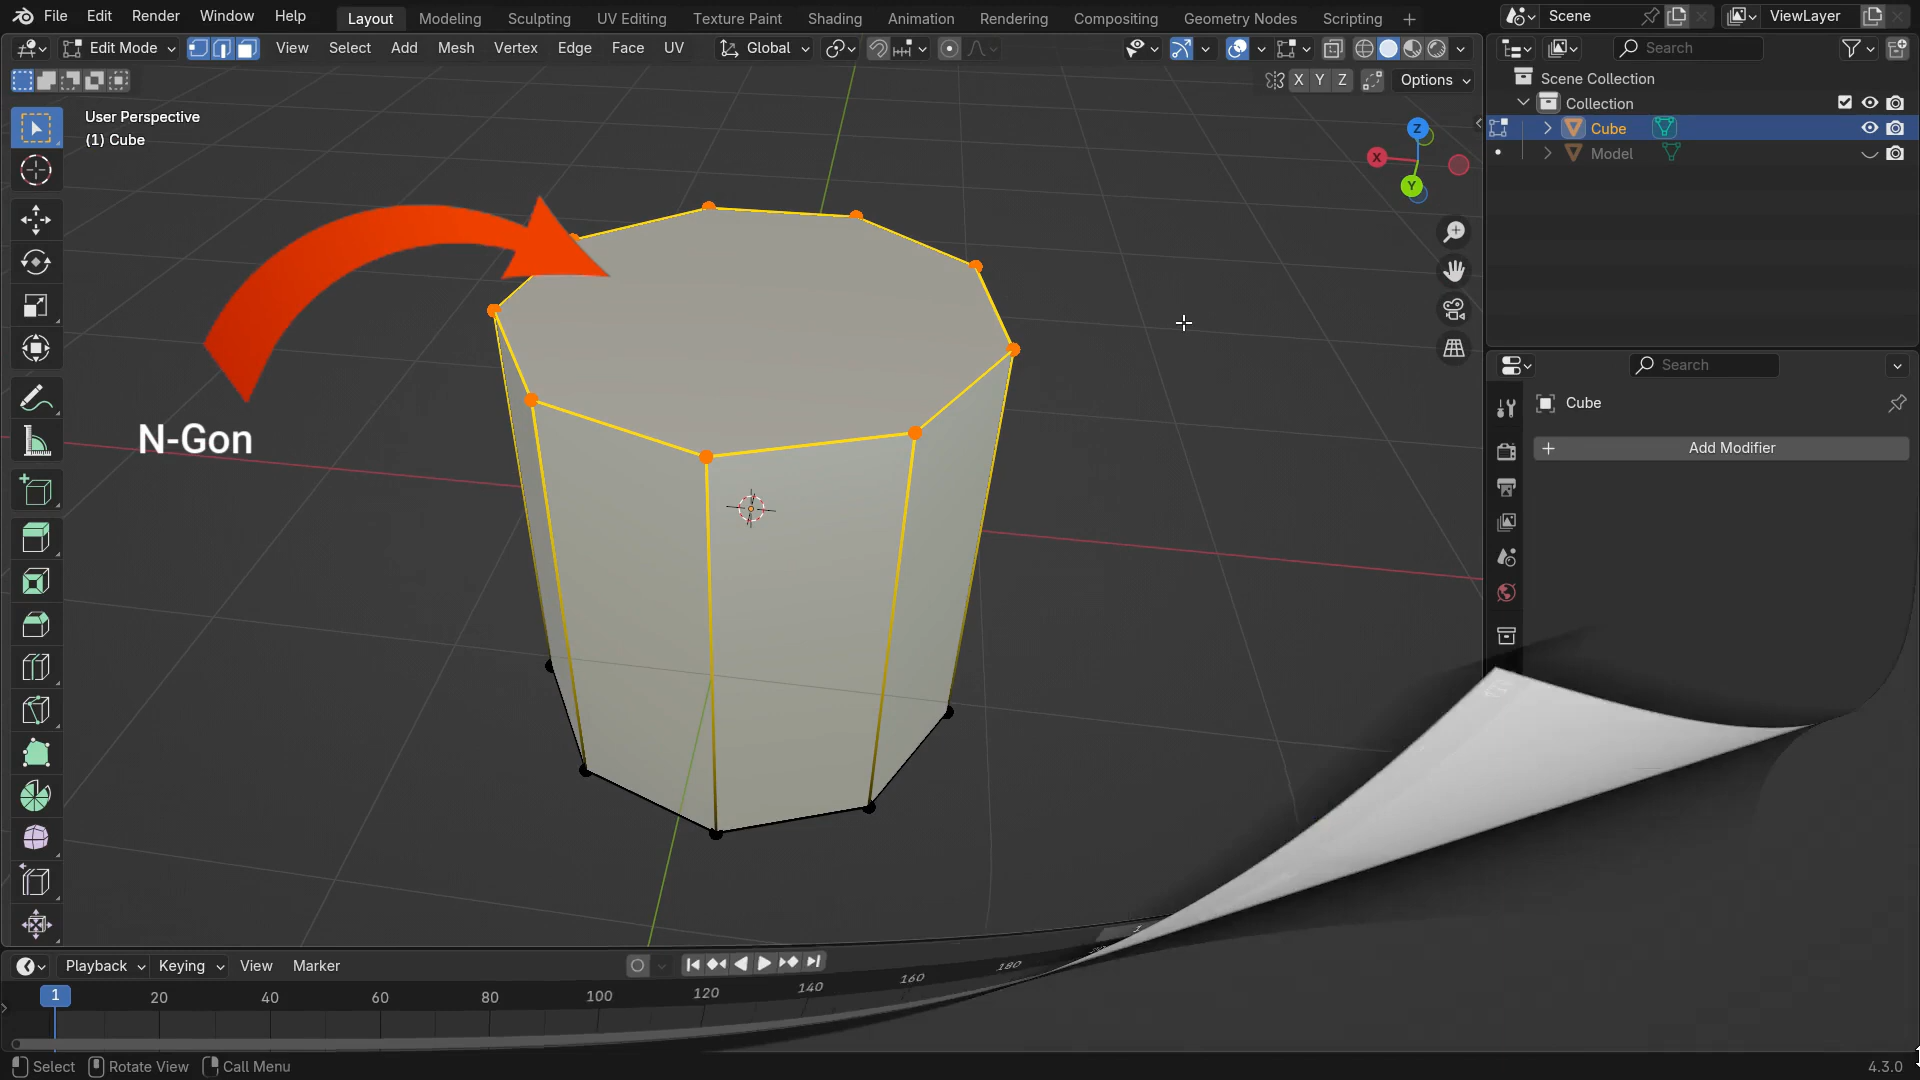 File Edit Render Window Help Layout Modeling Sculpting UV Editing Texture Paint Shading Animation Rendering Compositing Geometry Nodes Scripting + Scene ViewLayer
Edit Mode View Select Add Mesh Vertex Edge Face UV Global Search
X Y Z Options Scene Collection
User Perspective Collection
(1) Cube Cube
Model
Z
X
Y
Search
Cube
N-Gon
+ Add Modifier
Playback Keying View Marker
1 20 40 60 80 100 120 140 160 180
Select Rotate View Call Menu 4.3.0